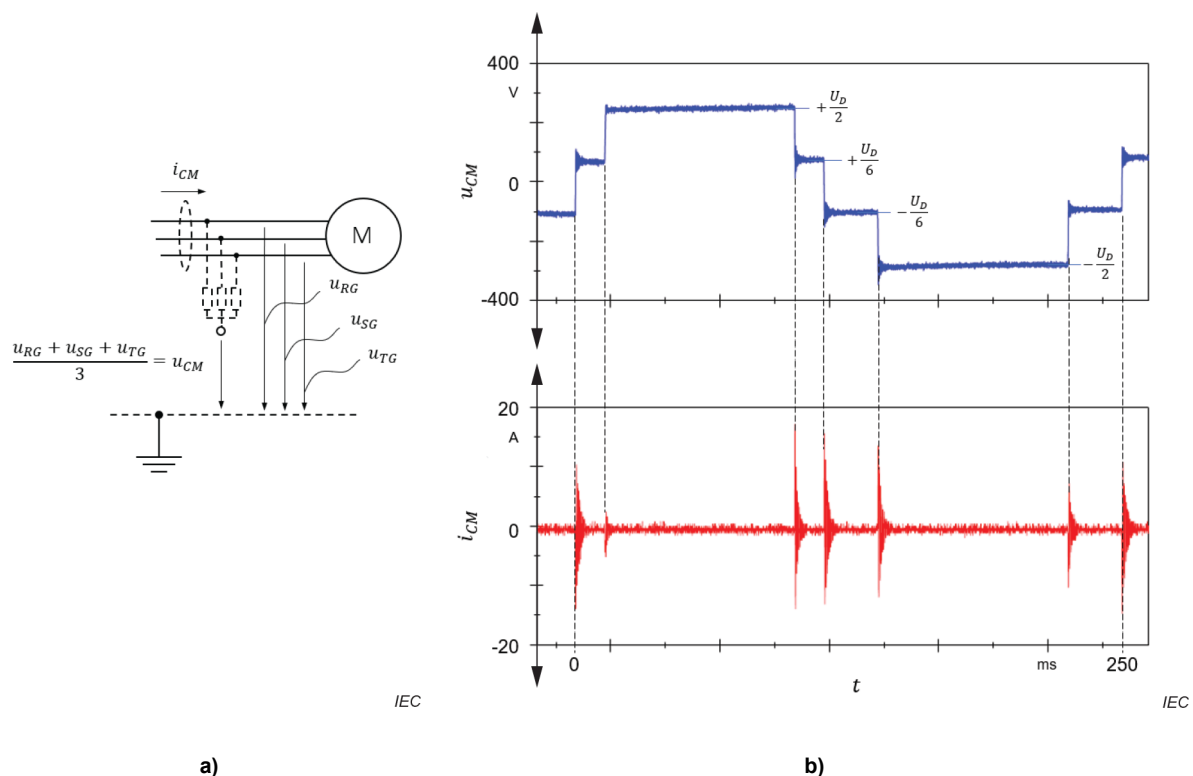 i_CM
M
u_RG
u_SG
u_TG
(u_RG + u_SG + u_TG)/3 = u_CM
IEC
a)
400
V
+U_D/2
+U_D/6
0
u_CM
-U_D/6
-U_D/2
-400
20
A
i_CM
0
-20
0
ms
250
t
IEC
b)